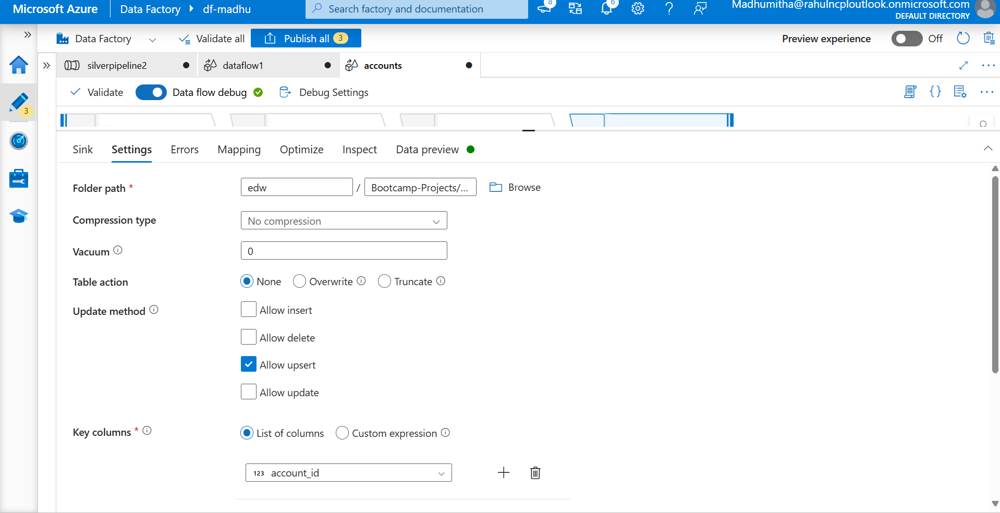 Microsoft Azure Data Factory df-madhu Search factory and documentation 8 6 Madhumitha@rahulncploutlook.onmicrosoft.com
DEFAULT DIRECTORY
Data Factory Validate all Publish all 3 Preview experience Off
silverpipeline2 dataflow1 accounts
Validate Data flow debug Debug Settings
3
Sink Settings Errors Mapping Optimize Inspect Data preview
Folder path * edw / Bootcamp-Projects/... Browse
Compression type No compression
Vacuum 0
Table action None Overwrite Truncate
Update method Allow insert
Allow delete
Allow upsert
Allow update
Key columns * List of columns Custom expression
123 account_id